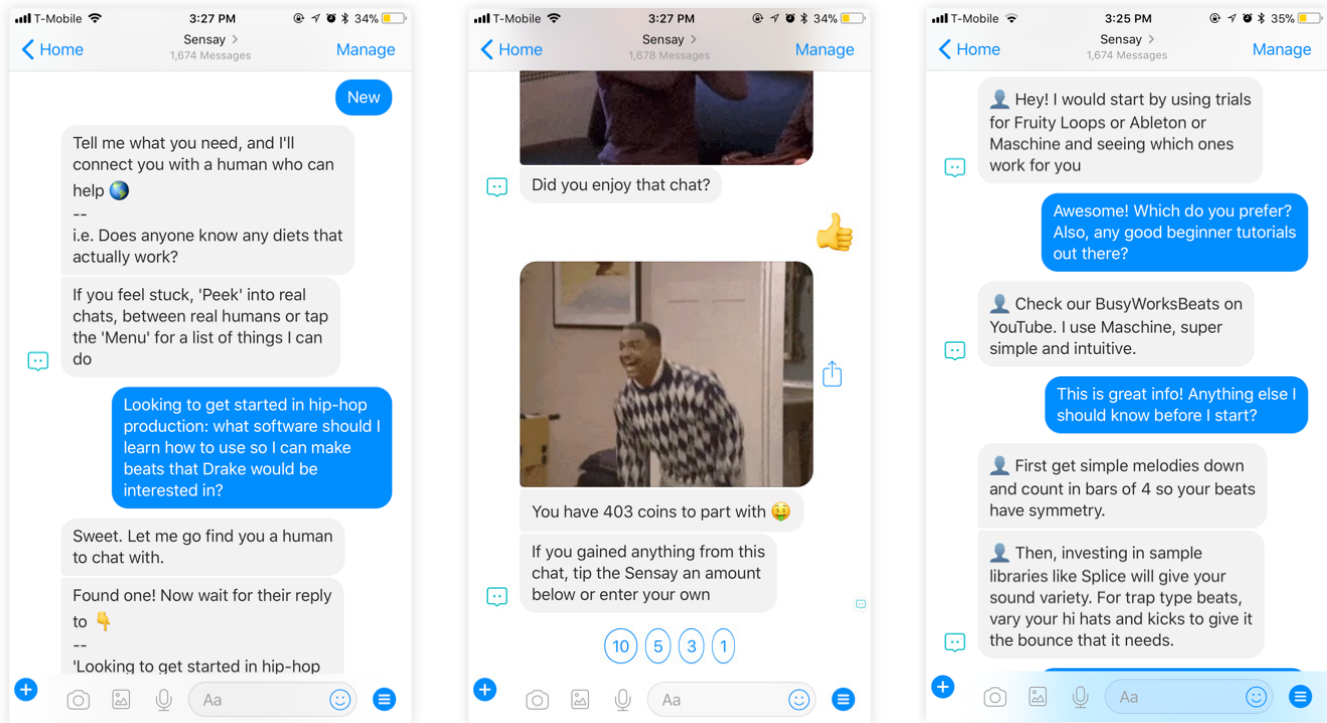 T-Mobile 3:27 PM 34%
Home Sensay > Manage
1,674 Messages
New
Tell me what you need, and I'll
connect you with a human who can
help 🌎
--
i.e. Does anyone know any diets that
actually work?
If you feel stuck, 'Peek' into real
chats, between real humans or tap
the 'Menu' for a list of things I can
do
Looking to get started in hip-hop
production: what software should I
learn how to use so I can make
beats that Drake would be
interested in?
Sweet. Let me go find you a human
to chat with.
Found one! Now wait for their reply
to 👇
--
'Looking to get started in hip-hop
Aa
T-Mobile 3:27 PM 34%
Home Sensay > Manage
1,678 Messages
Did you enjoy that chat?
👍
You have 403 coins to part with 🤑
If you gained anything from this
chat, tip the Sensay an amount
below or enter your own
10 5 3 1
Aa
T-Mobile 3:25 PM 35%
Home Sensay > Manage
1,674 Messages
👤 Hey! I would start by using trials
for Fruity Loops or Ableton or
Maschine and seeing which ones
work for you
Awesome! Which do you prefer?
Also, any good beginner tutorials
out there?
👤 Check our BusyWorksBeats on
YouTube. I use Maschine, super
simple and intuitive.
This is great info! Anything else I
should know before I start?
👤 First get simple melodies down
and count in bars of 4 so your beats
have symmetry.
👤 Then, investing in sample
libraries like Splice will give your
sound variety. For trap type beats,
vary your hi hats and kicks to give it
the bounce that it needs.
Aa